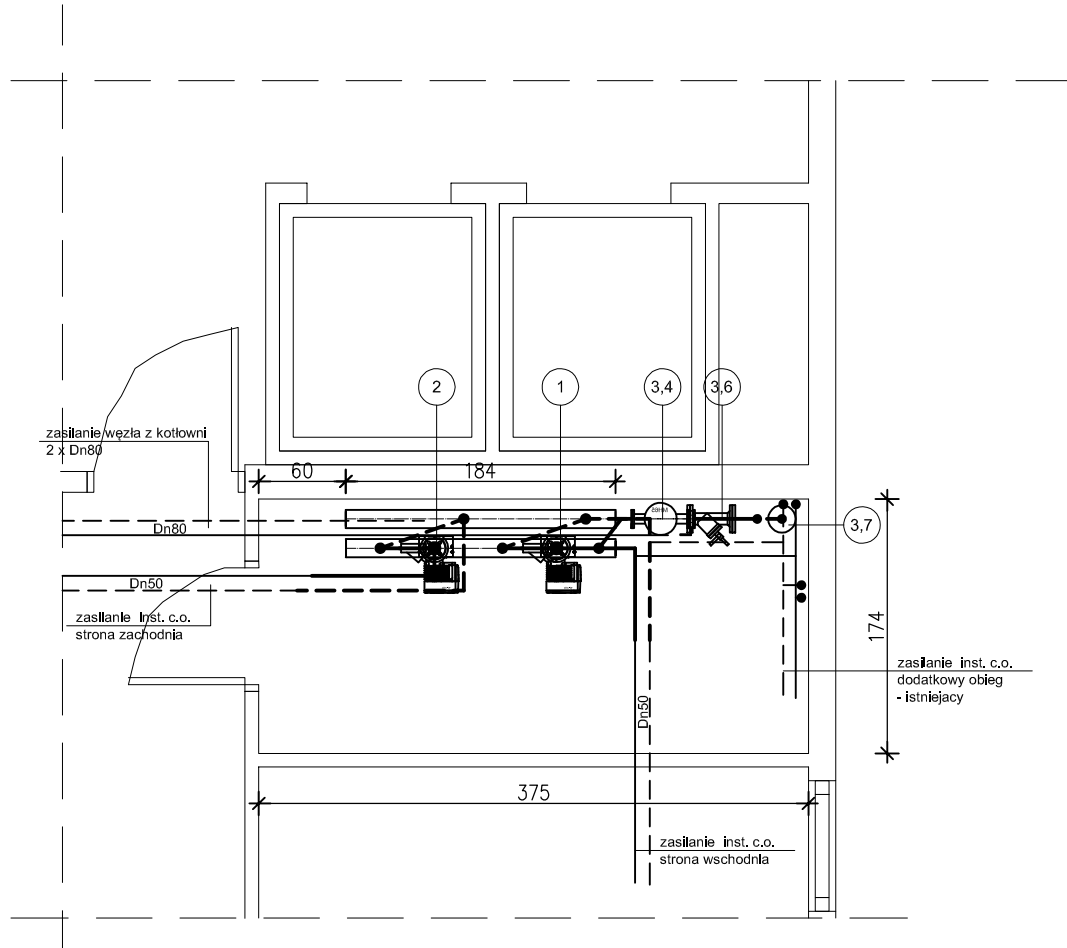 2
1
3,4
3,6
zasilanie węzła z kotłowni
2 x Dn80
60
184
Dn80
3,7
Dn50
zasilanie inst. c.o.
strona zachodnia
174
zasilanie inst. c.o.
dodatkowy obieg
- istniejacy
Dn50
375
zasilanie inst. c.o.
strona wschodnia